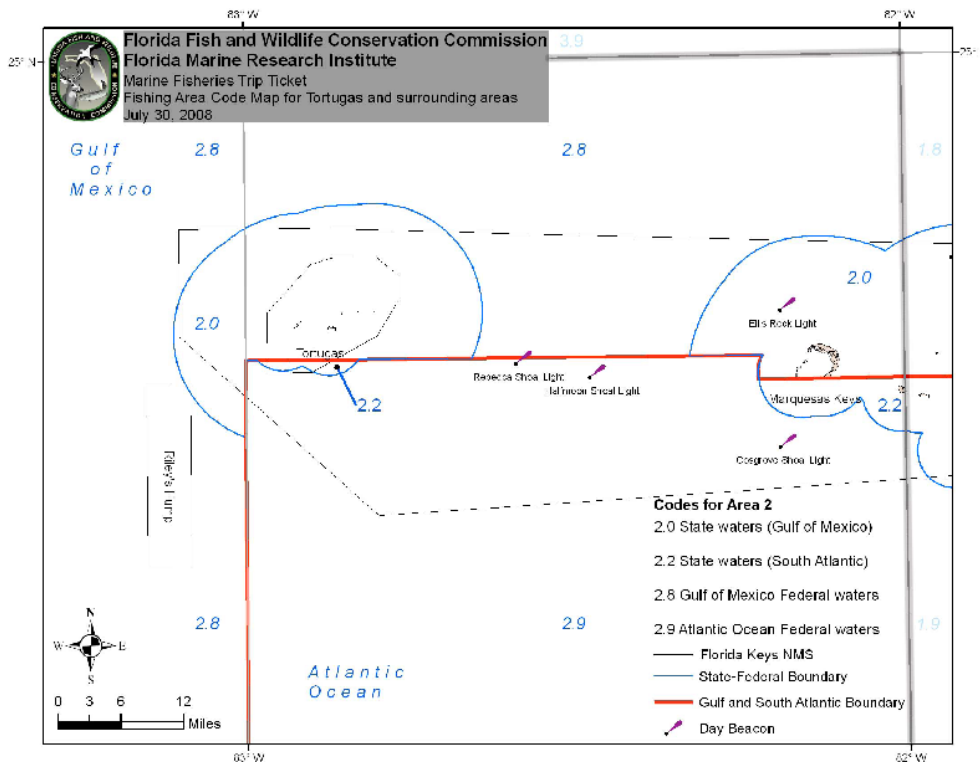 83° W
82° W
Florida Fish and Wildlife Conservation Commission
3.9
25° N
Florida Marine Research Institute
25°
Marine Fisheries Trip Ticket
Fishing Area Code Map for Tortugas and surrounding areas
July 30, 2008
Gulf
of
Mexico
2.8
2.8
1.8
2.0
2.0
Ellis Rock Light
Tortugas
Rebecca Shoal Light
Halfmoon Shoal Light
2.2
Marquesas Keys
2.2
Cosgrove Shoal Light
Riley's Hump
Codes for Area 2
2.0 State waters (Gulf of Mexico)
2.2 State waters (South Atlantic)
2.8 Gulf of Mexico Federal waters
2.9 Atlantic Ocean Federal waters
2.8
2.9
1.9
Florida Keys NMS
State-Federal Boundary
Gulf and South Atlantic Boundary
Day Beacon
Atlantic
Ocean
N
W
E
S
0 3 6 12
Miles
83° W
82° W